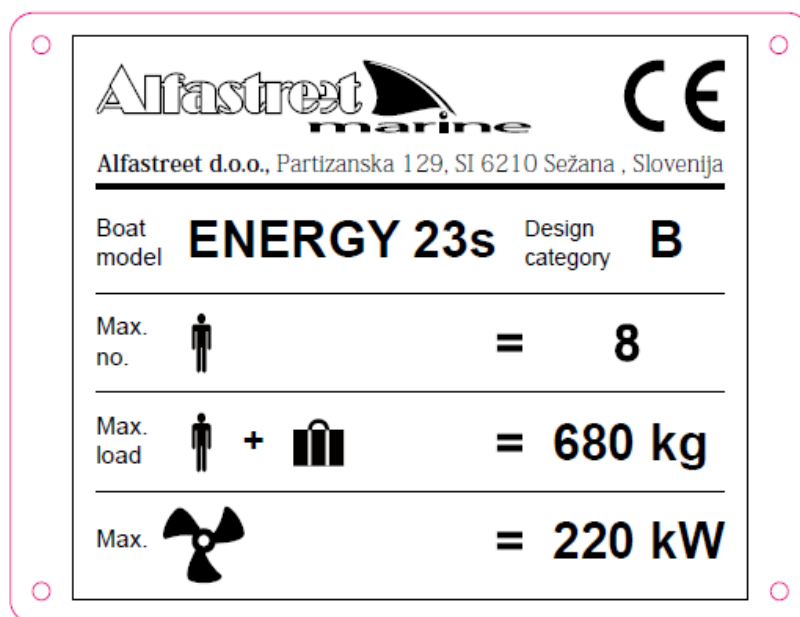 Alfastreet
marine
CE
Alfastreet d.o.o., Partizanska 129, SI 6210 Sežana , Slovenija
Boat model ENERGY 23s Design category B
Max. no. = 8
Max. load + = 680 kg
Max. = 220 kW